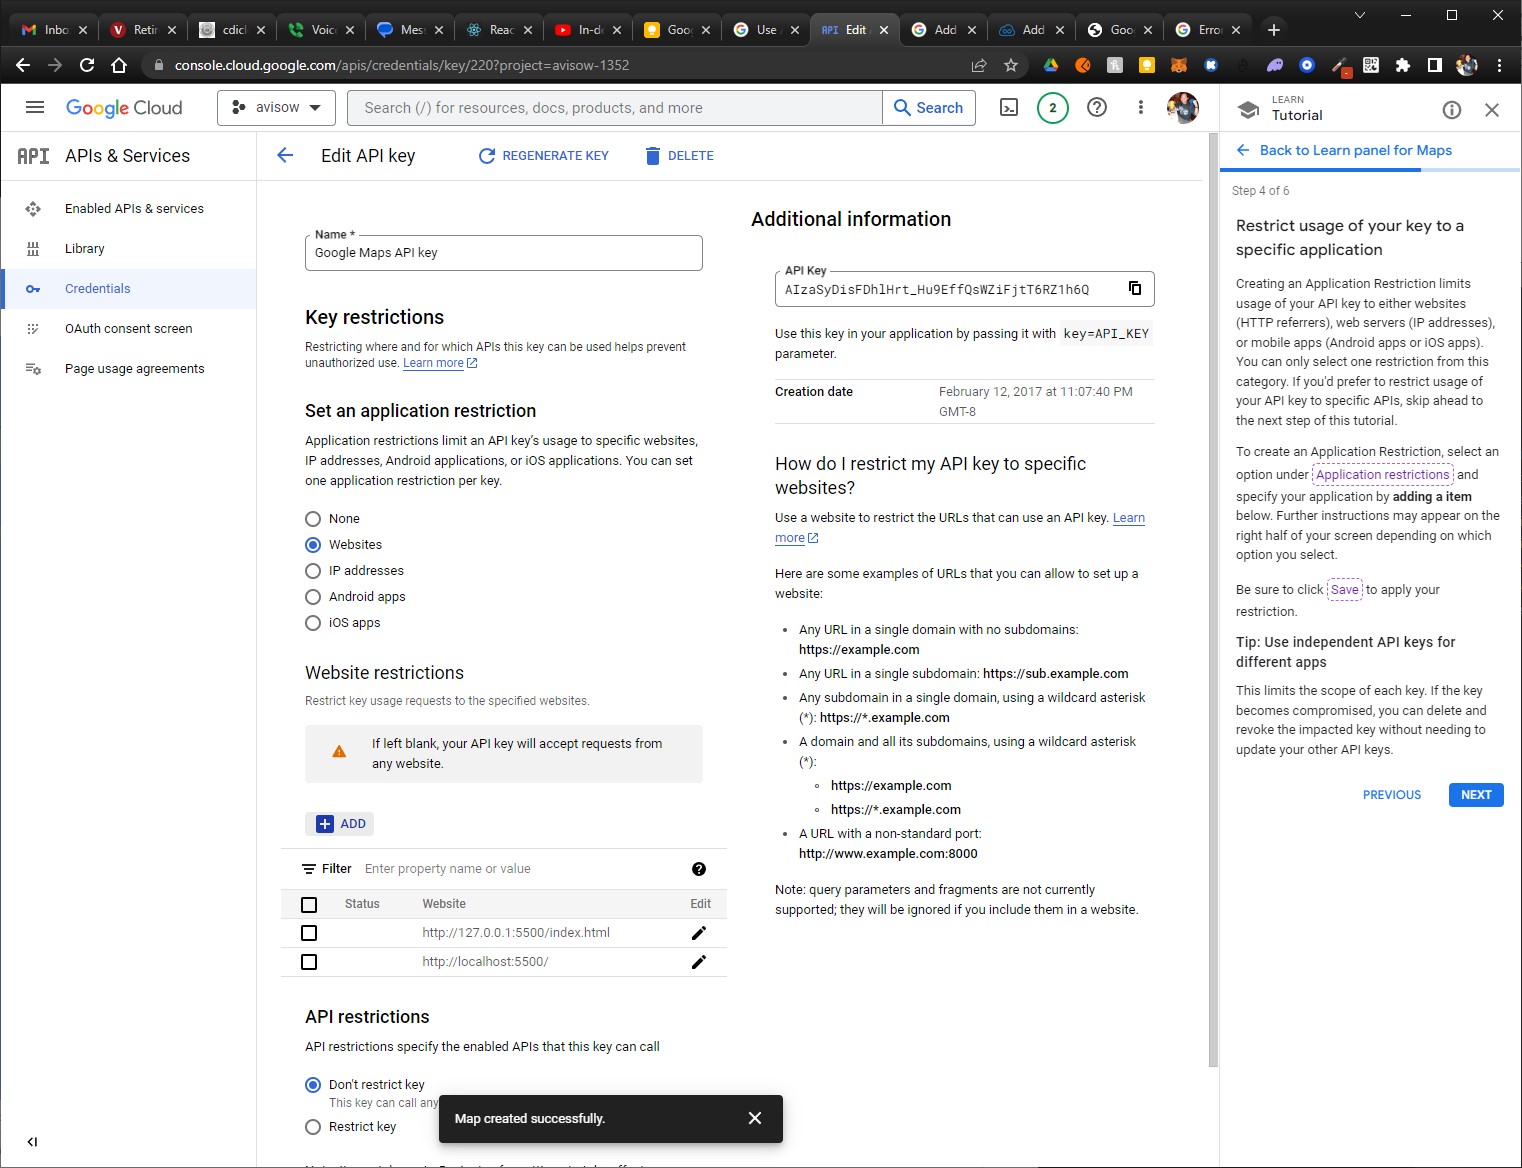 Inbo
Retir
cdicl
Voic
Mes
Reac
In-de
Goo
Use
API Edit
Add
Add
Goo
Erro
console.cloud.google.com/apis/credentials/key/220?project=avisow-1352
Google Cloud
avisow
Search (/) for resources, docs, products, and more
Search
2
LEARN
Tutorial
API APIs & Services
Edit API key
REGENERATE KEY
DELETE
Back to Learn panel for Maps
Enabled APIs & services
Library
Credentials
OAuth consent screen
Page usage agreements
Name *
Google Maps API key
Key restrictions
Restricting where and for which APIs this key can be used helps prevent
unauthorized use. Learn more
Set an application restriction
Application restrictions limit an API key's usage to specific websites,
IP addresses, Android applications, or iOS applications. You can set
one application restriction per key.
None
Websites
IP addresses
Android apps
iOS apps
Website restrictions
Restrict key usage requests to the specified websites.
If left blank, your API key will accept requests from
any website.
ADD
Filter Enter property name or value
Status Website Edit
http://127.0.0.1:5500/index.html
http://localhost:5500/
API restrictions
API restrictions specify the enabled APIs that this key can call
Don't restrict key
This key can call any
Restrict key
Map created successfully.
Additional information
API Key
AIzaSyDisFDhlHrt_Hu9EffQsWZiFjtT6RZ1h6Q
Use this key in your application by passing it with key=API_KEY
parameter.
Creation date February 12, 2017 at 11:07:40 PM
GMT-8
How do I restrict my API key to specific
websites?
Use a website to restrict the URLs that can use an API key. Learn
more
Here are some examples of URLs that you can allow to set up a
website:
• Any URL in a single domain with no subdomains:
https://example.com
• Any URL in a single subdomain: https://sub.example.com
• Any subdomain in a single domain, using a wildcard asterisk
(*): https://*.example.com
• A domain and all its subdomains, using a wildcard asterisk
(*):
◦ https://example.com
◦ https://*.example.com
• A URL with a non-standard port:
http://www.example.com:8000
Note: query parameters and fragments are not currently
supported; they will be ignored if you include them in a website.
Step 4 of 6
Restrict usage of your key to a
specific application
Creating an Application Restriction limits
usage of your API key to either websites
(HTTP referrers), web servers (IP addresses),
or mobile apps (Android apps or iOS apps).
You can only select one restriction from this
category. If you'd prefer to restrict usage of
your API key to specific APIs, skip ahead to
the next step of this tutorial.
To create an Application Restriction, select an
option under Application restrictions and
specify your application by adding a item
below. Further instructions may appear on the
right half of your screen depending on which
option you select.
Be sure to click Save to apply your
restriction.
Tip: Use independent API keys for
different apps
This limits the scope of each key. If the key
becomes compromised, you can delete and
revoke the impacted key without needing to
update your other API keys.
PREVIOUS
NEXT